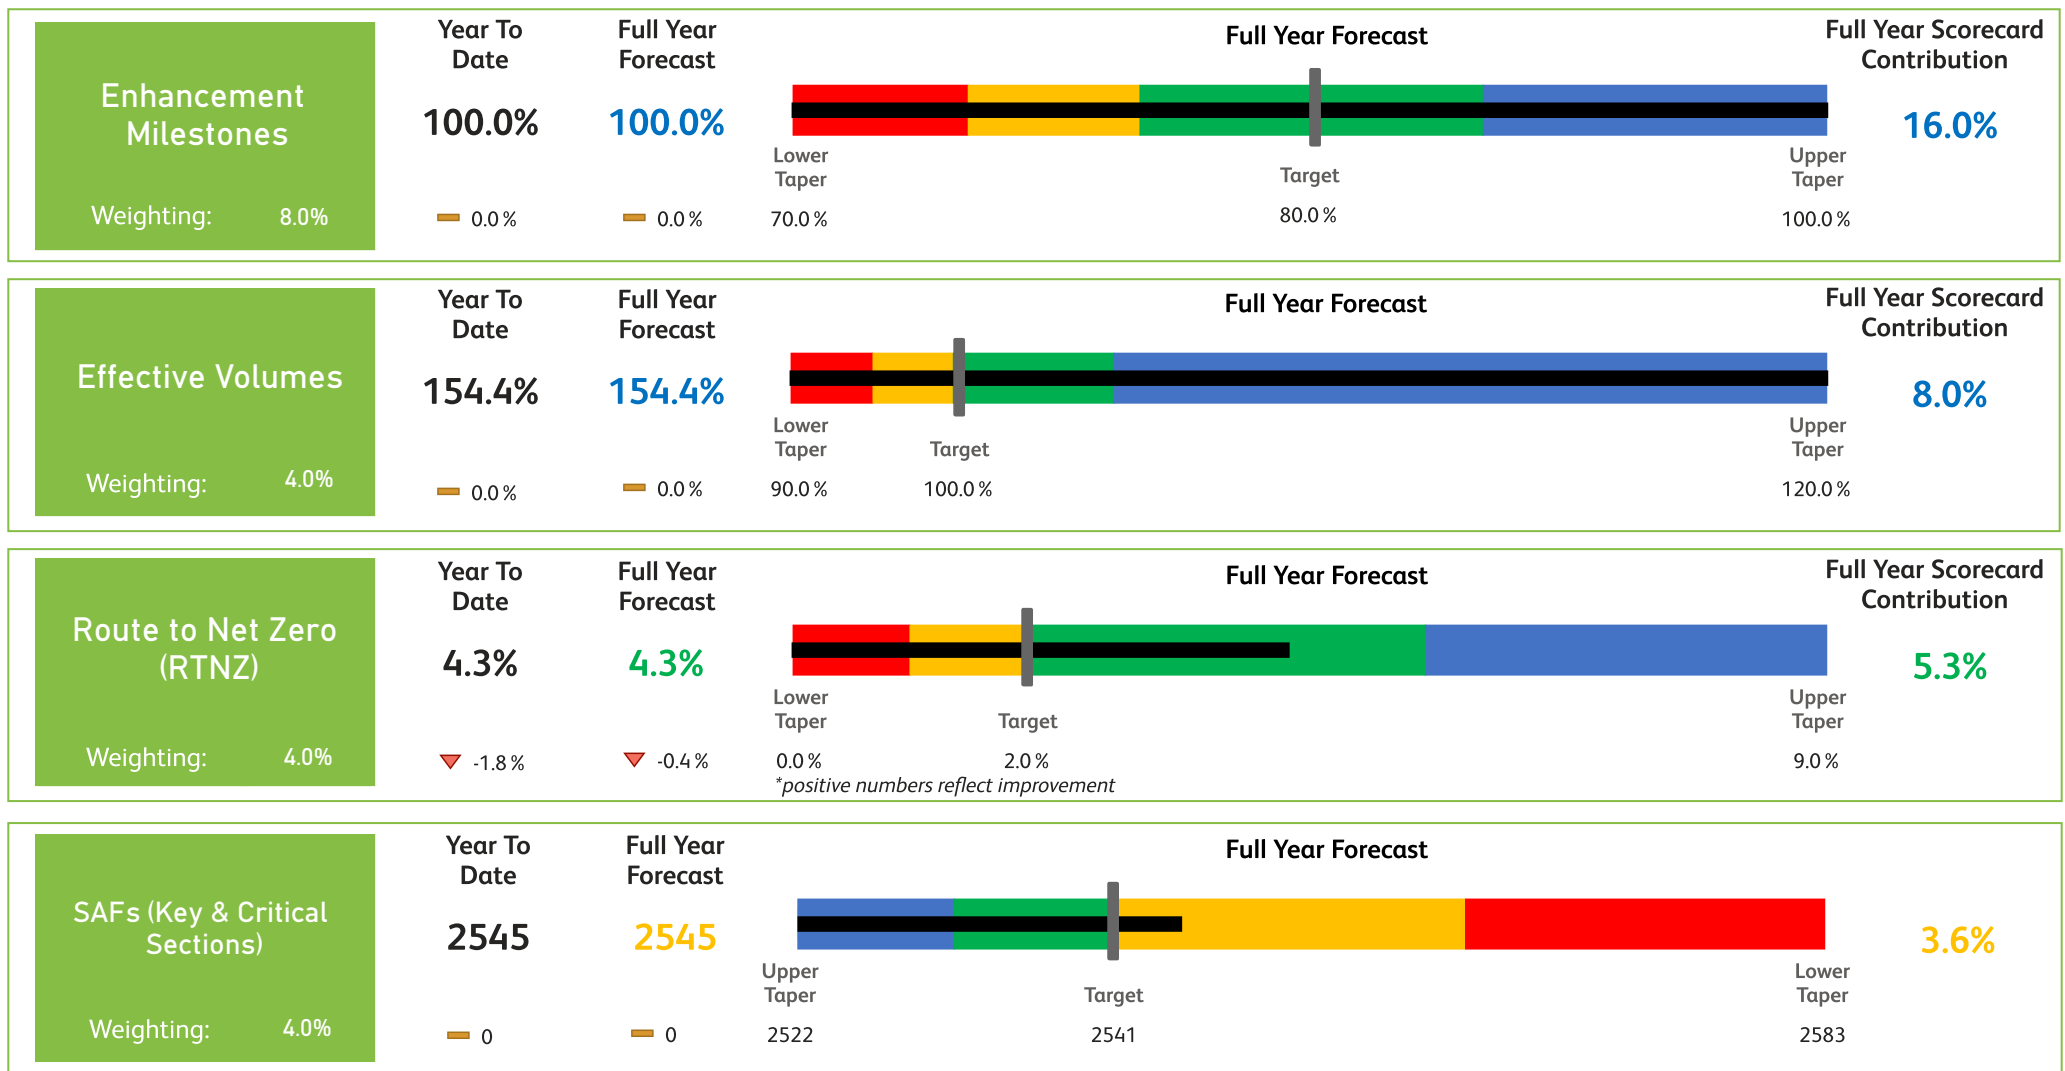 Enhancement
Milestones
Weighting: 8.0%
Year To
Date
100.0%
0.0 %
Full Year
Forecast
100.0%
0.0 %
Full Year Forecast
Lower
Taper
70.0 %
Target
80.0 %
Upper
Taper
100.0 %
Full Year Scorecard
Contribution
16.0%
Effective Volumes
Weighting: 4.0%
Year To
Date
154.4%
0.0 %
Full Year
Forecast
154.4%
0.0 %
Full Year Forecast
Lower
Taper
90.0 %
Target
100.0 %
Upper
Taper
120.0 %
Full Year Scorecard
Contribution
8.0%
Route to Net Zero
(RTNZ)
Weighting: 4.0%
Year To
Date
4.3%
-1.8 %
Full Year
Forecast
4.3%
-0.4 %
Full Year Forecast
Lower
Taper
0.0 %
Target
2.0 %
Upper
Taper
9.0 %
*positive numbers reflect improvement
Full Year Scorecard
Contribution
5.3%
SAFs (Key & Critical
Sections)
Weighting: 4.0%
Year To
Date
2545
0
Full Year
Forecast
2545
0
Full Year Forecast
Upper
Taper
2522
Target
2541
Lower
Taper
2583
3.6%